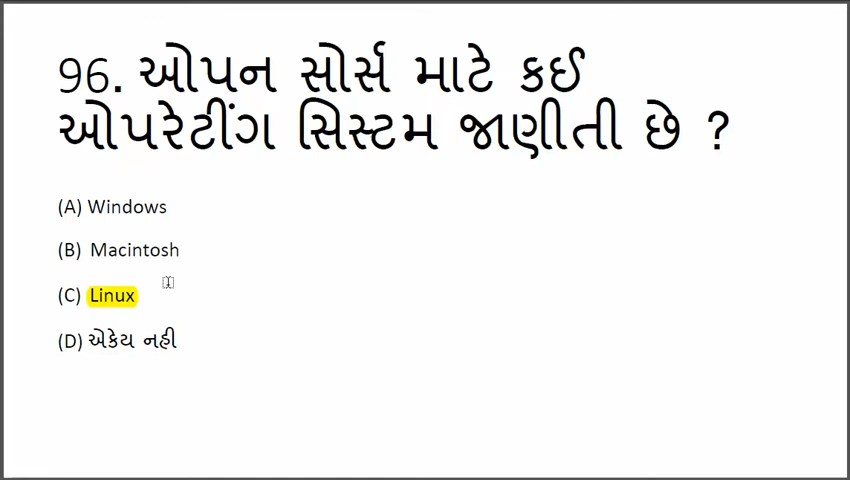 96. ઓપન સોર્સ માટે કઈ
ઓપરેટીંગ સિસ્ટમ જાણીતી છે ?
(A) Windows
(B) Macintosh
(C) Linux
(D) એકેય નહી